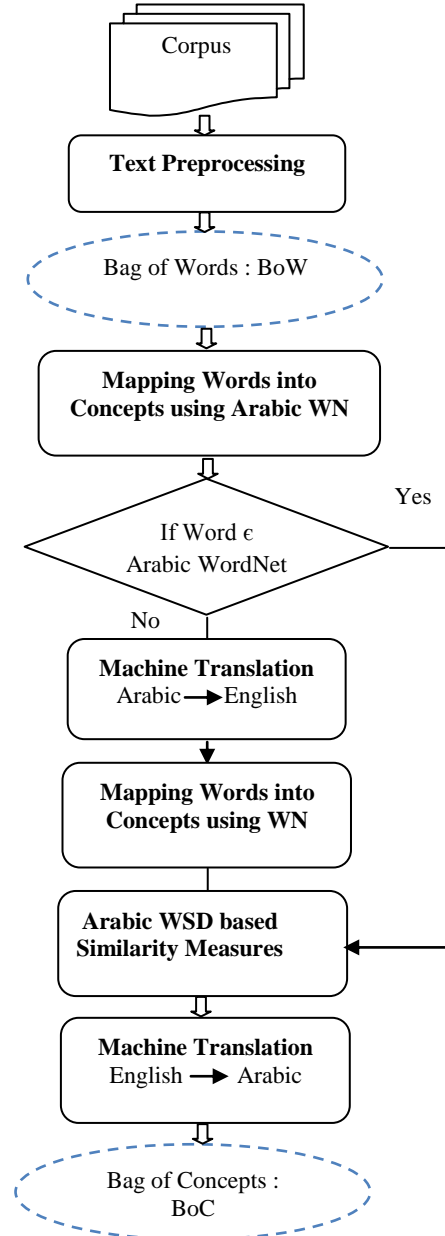 Corpus
Text Preprocessing
Bag of Words : BoW
Mapping Words into
Concepts using Arabic WN
Yes
If Word ϵ
Arabic WordNet
No
Machine Translation
Arabic → English
Mapping Words into
Concepts using WN
Arabic WSD based
Similarity Measures
Machine Translation
English → Arabic
Bag of Concepts :
BoC